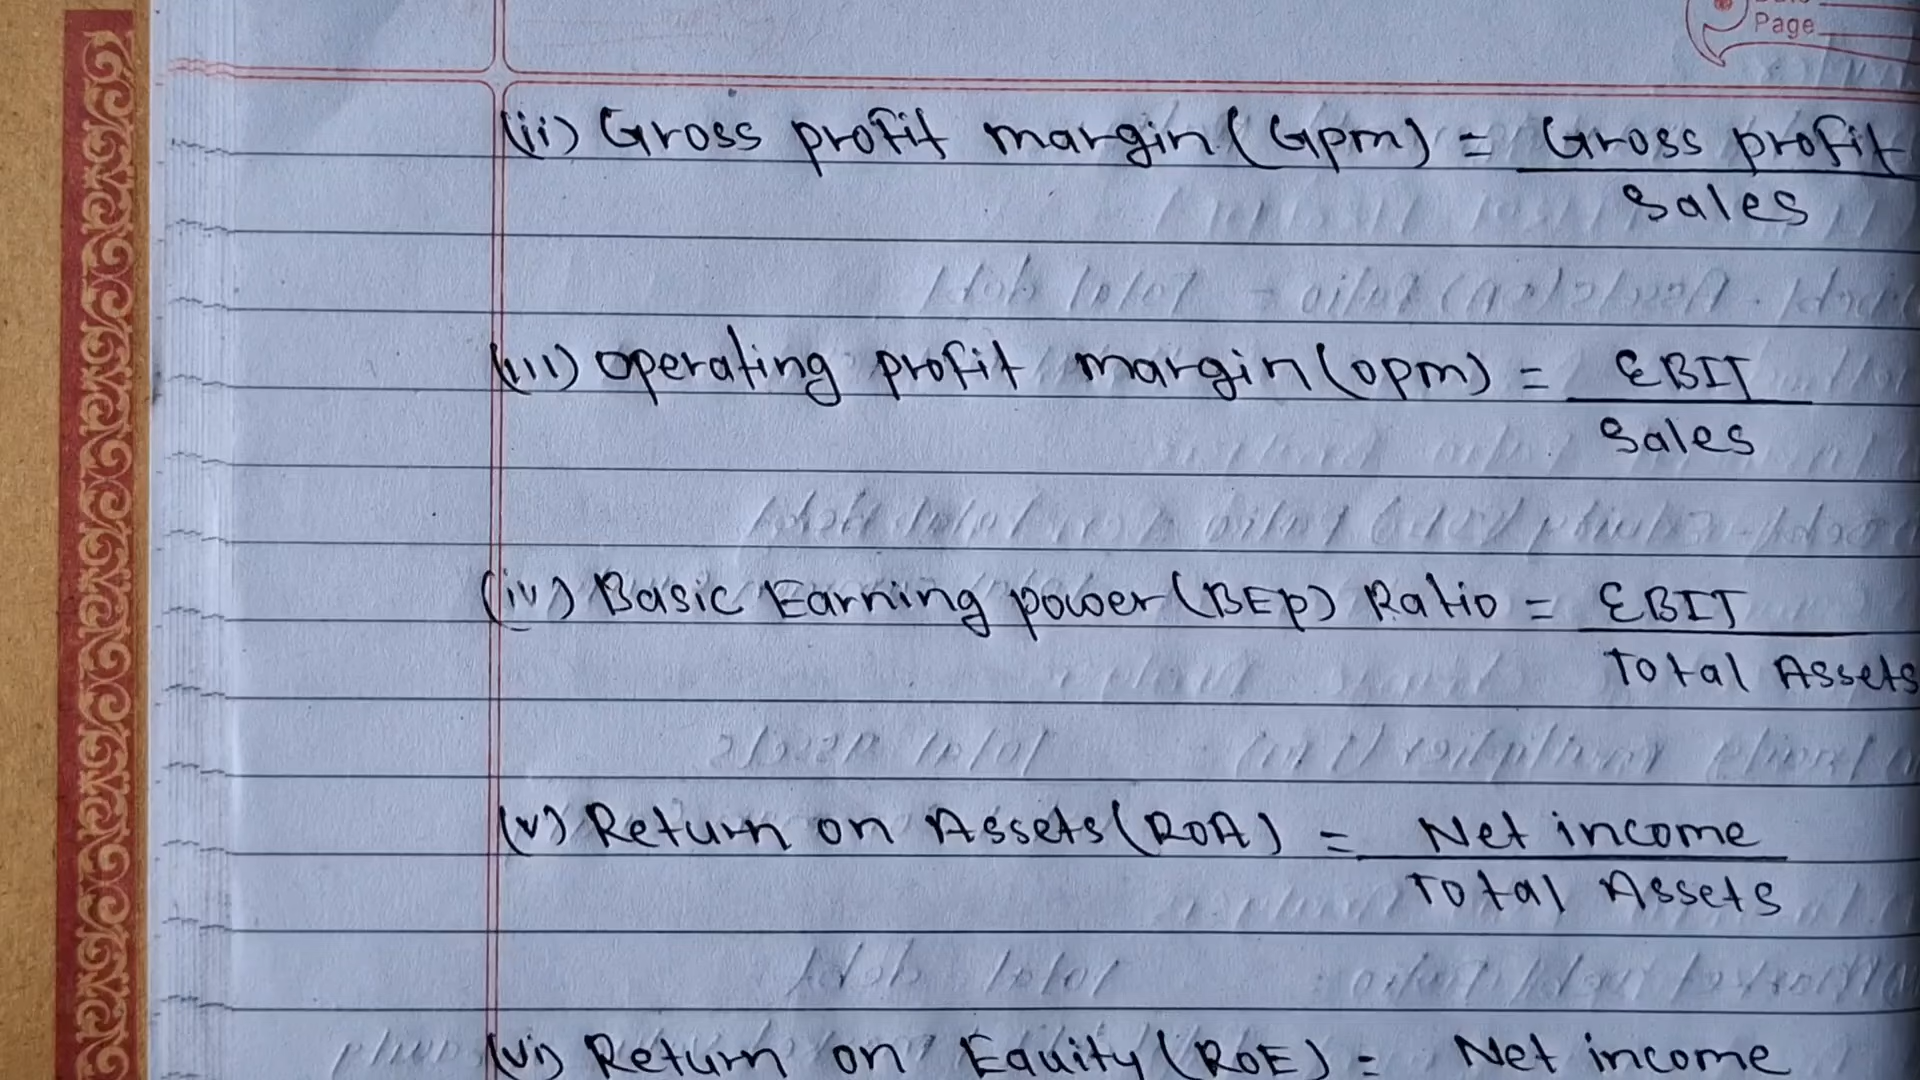 Page
(ii) Gross profit margin (Gpm) = Gross profit
Sales
(iii) operating profit margin (opm) = EBIT
Sales
(iv) Basic Earning power (BEp) Ratio = EBIT
Total Assets
(v) Return on Assets (ROA) = Net income
Total Assets
(vi) Return on Equity (ROE) = Net income